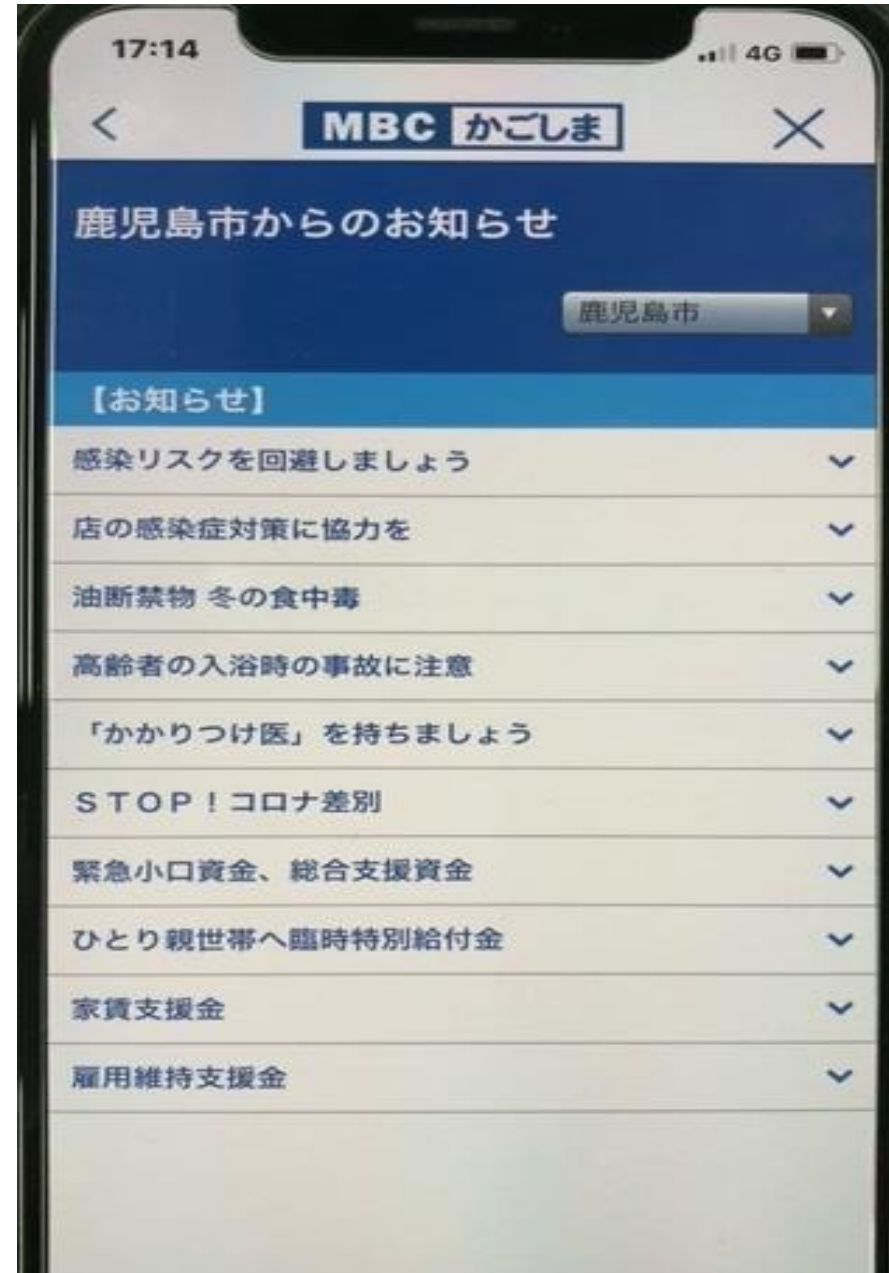 17:14
4G
MBC かごしま
鹿児島市からのお知らせ
鹿児島市
【お知らせ】
感染リスクを回避しましょう
店の感染症対策に協力を
油断禁物 冬の食中毒
高齢者の入浴時の事故に注意
「かかりつけ医」を持ちましょう
STOP!コロナ差別
緊急小口資金、総合支援資金
ひとり親世帯へ臨時特別給付金
家賃支援金
雇用維持支援金